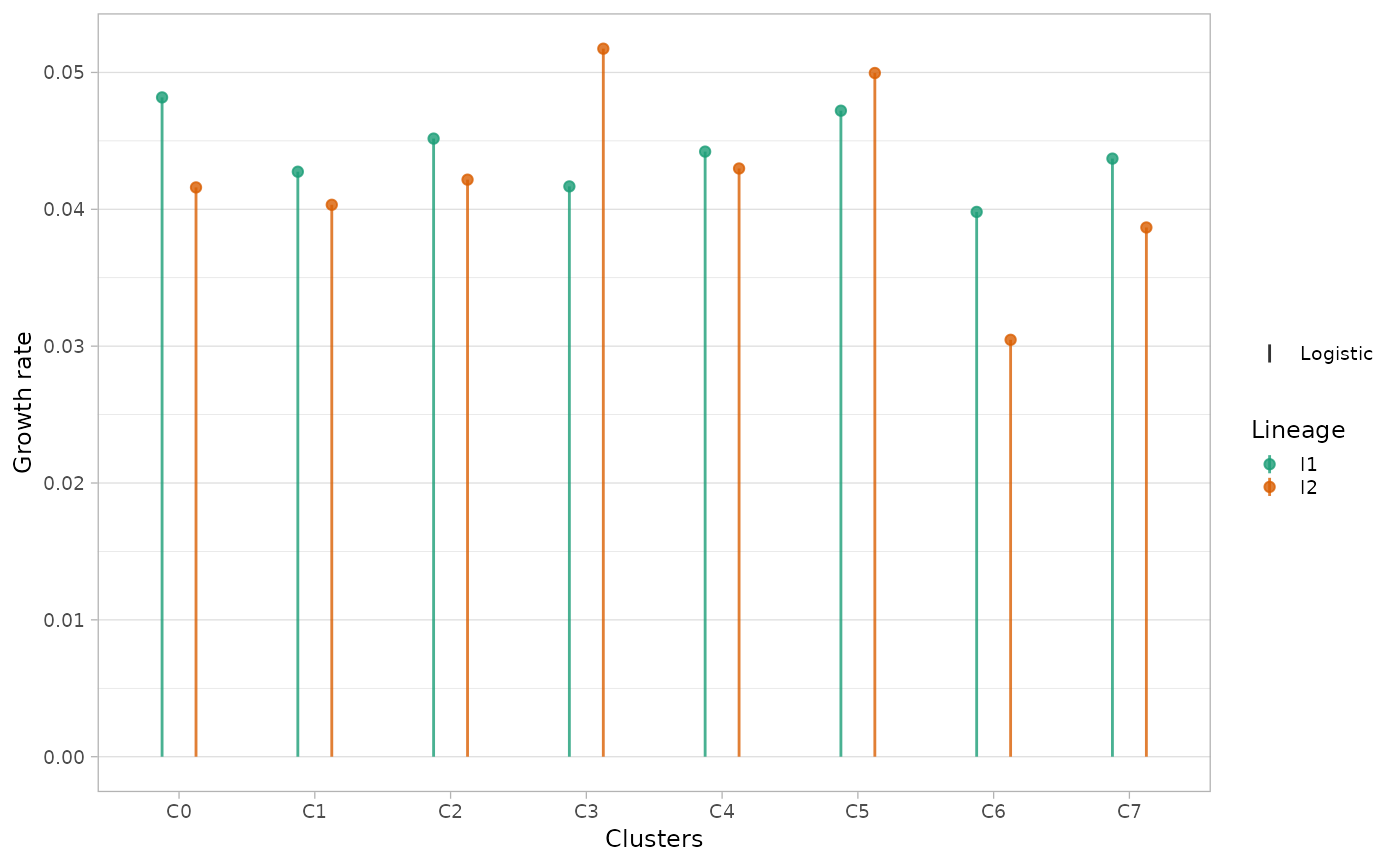 Growth rate
0.05
0.04
0.03
0.02
0.01
0.00
C0 C1 C2 C3 C4 C5 C6 C7
Clusters
Logistic
Lineage
l1
l2